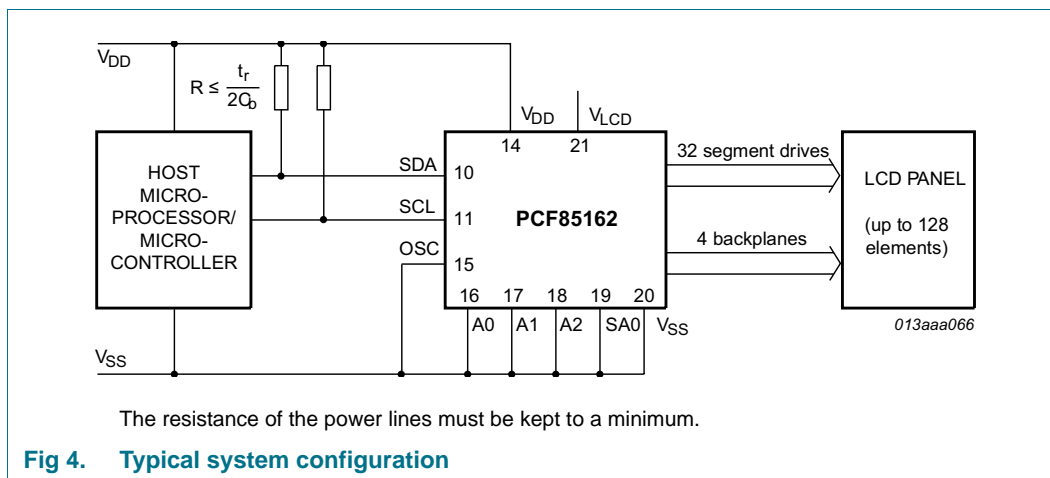 VDD
R ≤ tr
2Cb
VDD
VLCD
14
21
HOST
MICRO-
PROCESSOR/
MICRO-
CONTROLLER
SDA
10
SCL
11
OSC
15
PCF85162
16 17 18 19 20
A0 A1 A2 SA0 VSS
32 segment drives
4 backplanes
LCD PANEL
(up to 128
elements)
013aaa066
VSS
The resistance of the power lines must be kept to a minimum.
Fig 4. Typical system configuration